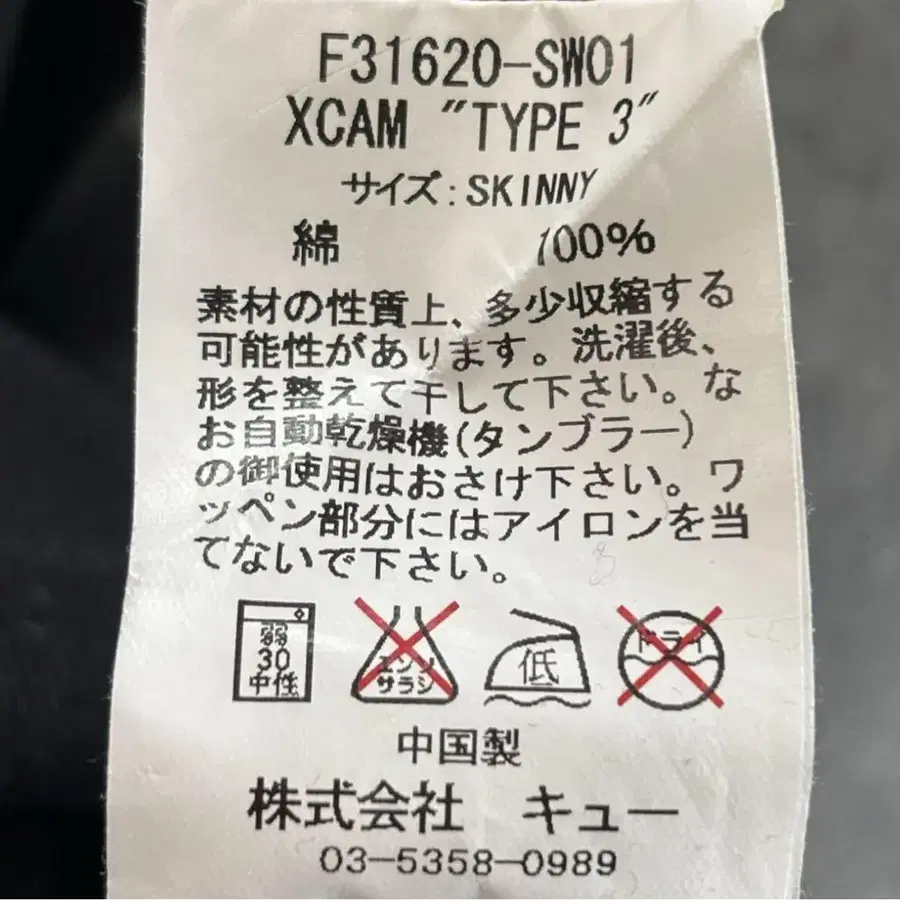 F31620-SW01
XCAM "TYPE 3"
サイズ:SKINNY
綿 100%
素材の性質上、多少収縮する
可能性があります。洗濯後、
形を整えて干して下さい。な
お自動乾燥機(タンブラー)
の御使用はおさけ下さい。ワ
ッペン部分にはアイロンを当
てないで下さい。
弱
30
中性
エンソ
サラシ
低
ドライ
中国製
株式会社 キュー
03-5358-0989